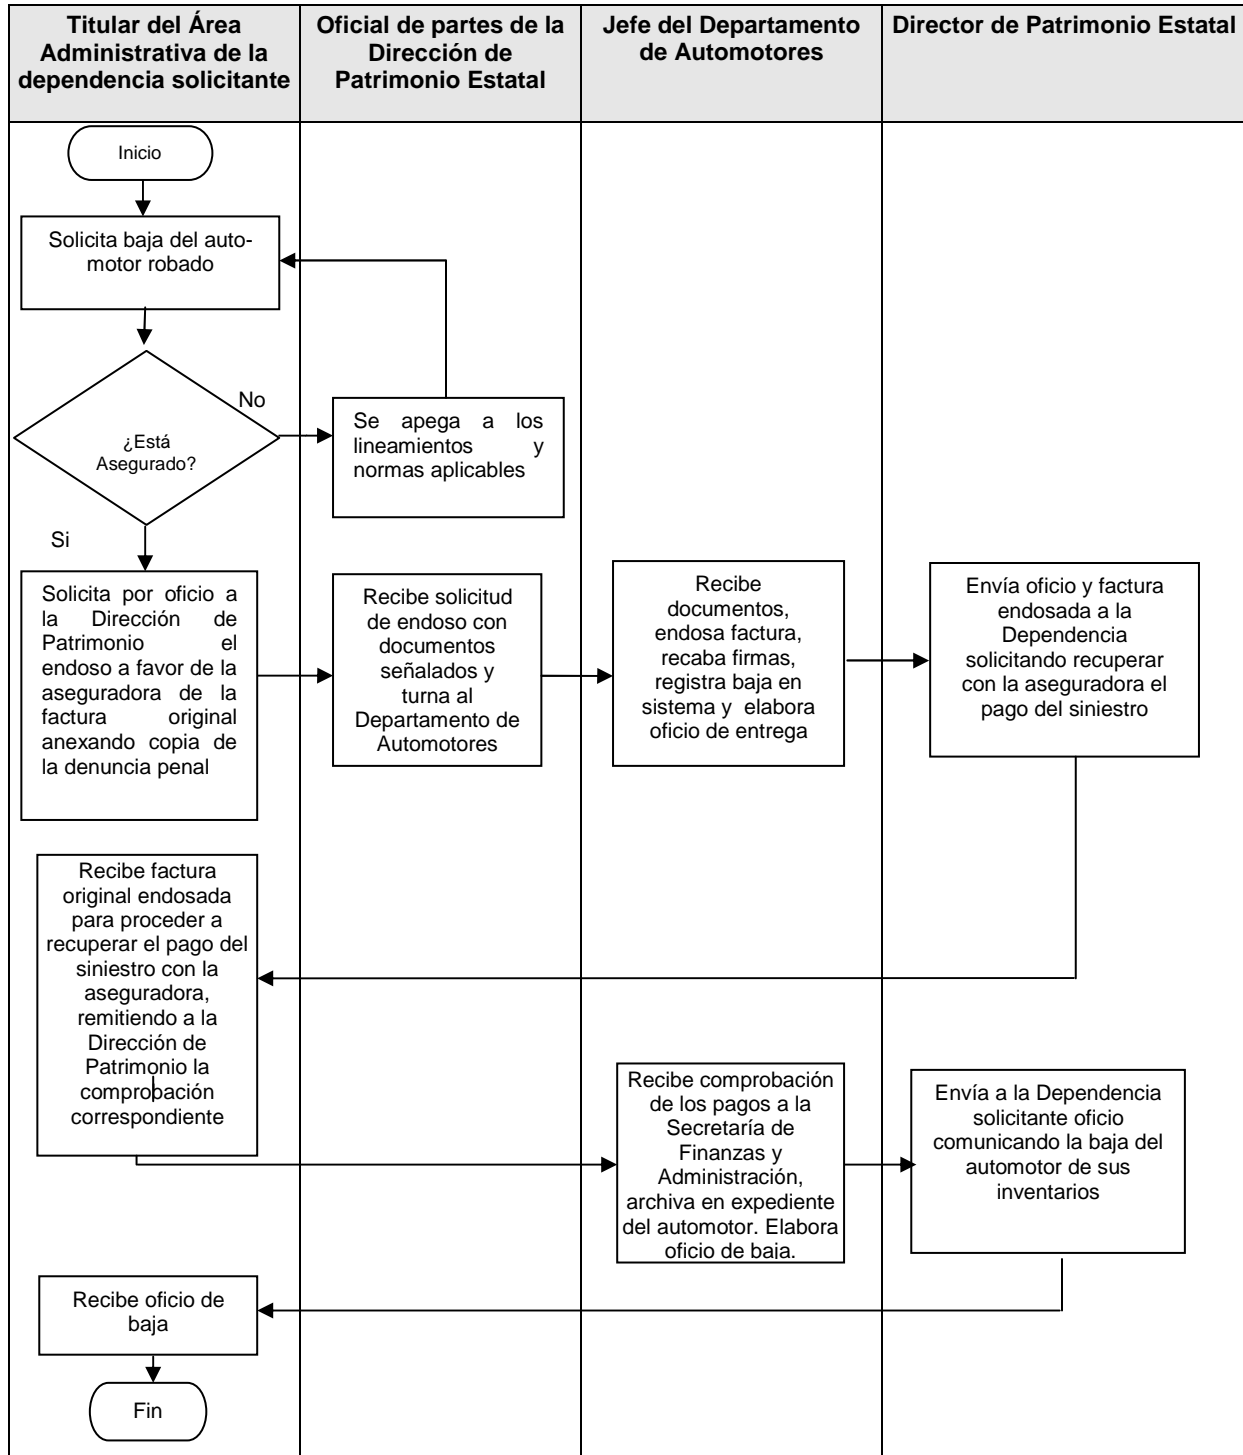 Titular del Área
Administrativa de la
dependencia solicitante
Oficial de partes de la
Dirección de
Patrimonio Estatal
Jefe del Departamento
de Automotores
Director de Patrimonio Estatal
Inicio
Solicita baja del auto-
motor robado
¿Está
Asegurado?
No
Se apega a los
lineamientos y
normas aplicables
Si
Solicita por oficio a
la Dirección de
Patrimonio el
endoso a favor de la
aseguradora de la
factura original
anexando copia de
la denuncia penal
Recibe solicitud
de endoso con
documentos
señalados y
turna al
Departamento de
Automotores
Recibe
documentos,
endosa factura,
recaba firmas,
registra baja en
sistema y elabora
oficio de entrega
Envía oficio y factura
endosada a la
Dependencia
solicitando recuperar
con la aseguradora el
pago del siniestro
Recibe factura
original endosada
para proceder a
recuperar el pago del
siniestro con la
aseguradora,
remitiendo a la
Dirección de
Patrimonio la
comprobación
correspondiente
Recibe comprobación
de los pagos a la
Secretaría de
Finanzas y
Administración,
archiva en expediente
del automotor. Elabora
oficio de baja.
Envía a la Dependencia
solicitante oficio
comunicando la baja del
automotor de sus
inventarios
Recibe oficio de
baja
Fin